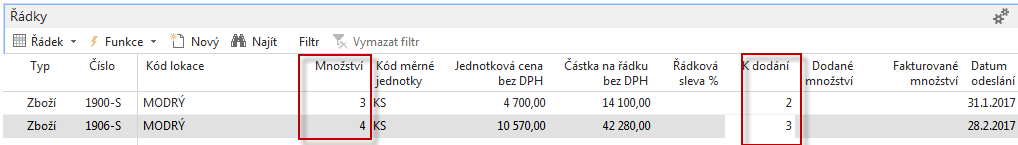 Řádky
Řádek Funkce Nový Najít Filtr Vymazat filtr
Typ Číslo Kód lokace Množství Kód měrné jednotky Jednotková cena bez DPH Částka na řádku bez DPH Řádková sleva % K dodání Dodané množství Fakturované množství Datum odeslání
Zboží 1900-S MODRÝ 3 KS 4 700,00 14 100,00 2 31.1.2017
Zboží 1906-S MODRÝ 4 KS 10 570,00 42 280,00 3 28.2.2017